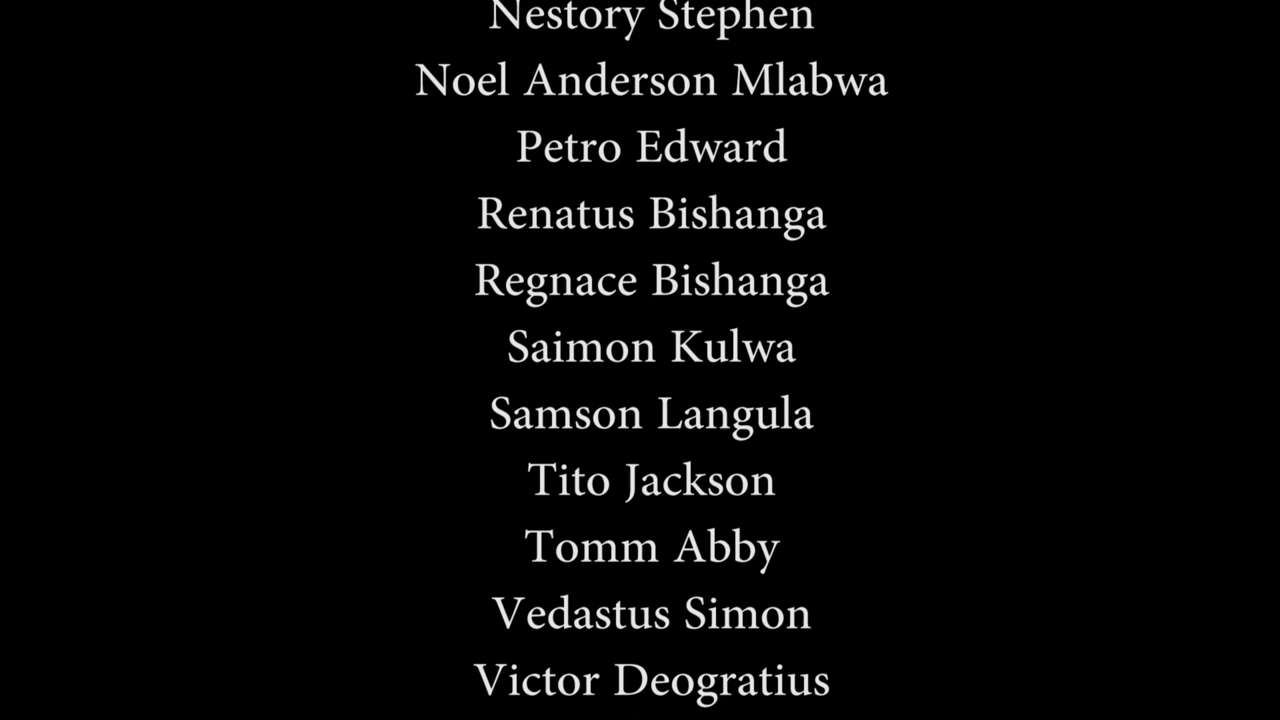 Nestory Stephen
Noel Anderson Mlabwa
Petro Edward
Renatus Bishanga
Regnace Bishanga
Saimon Kulwa
Samson Langula
Tito Jackson
Tomm Abby
Vedastus Simon
Victor Deogratius